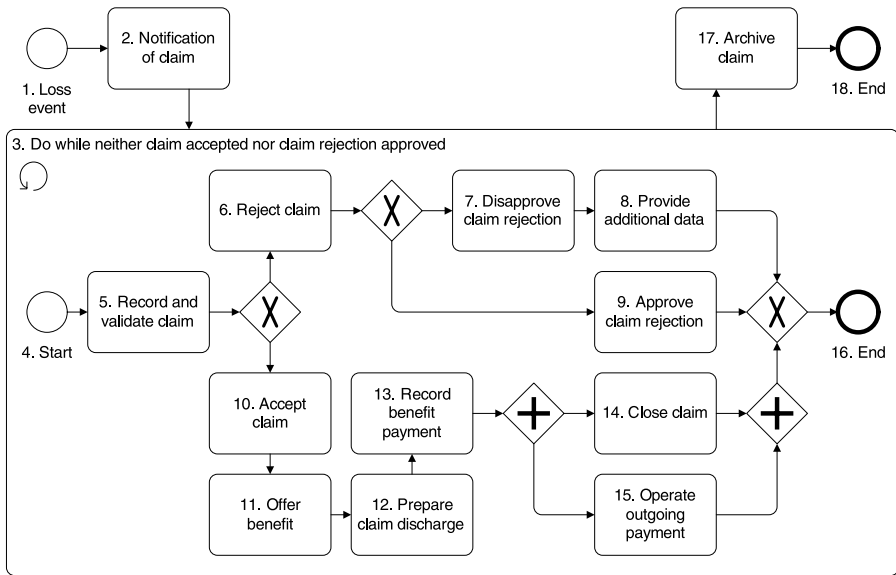 2. Notification
of claim
17. Archive
claim
1. Loss
event
18. End
3. Do while neither claim accepted nor claim rejection approved
6. Reject claim
X
7. Disapprove
claim rejection
8. Provide
additional data
5. Record and
validate claim
X
9. Approve
claim rejection
X
4. Start
16. End
10. Accept
claim
13. Record
benefit
payment
14. Close claim
11. Offer
benefit
12. Prepare
claim discharge
15. Operate
outgoing
payment